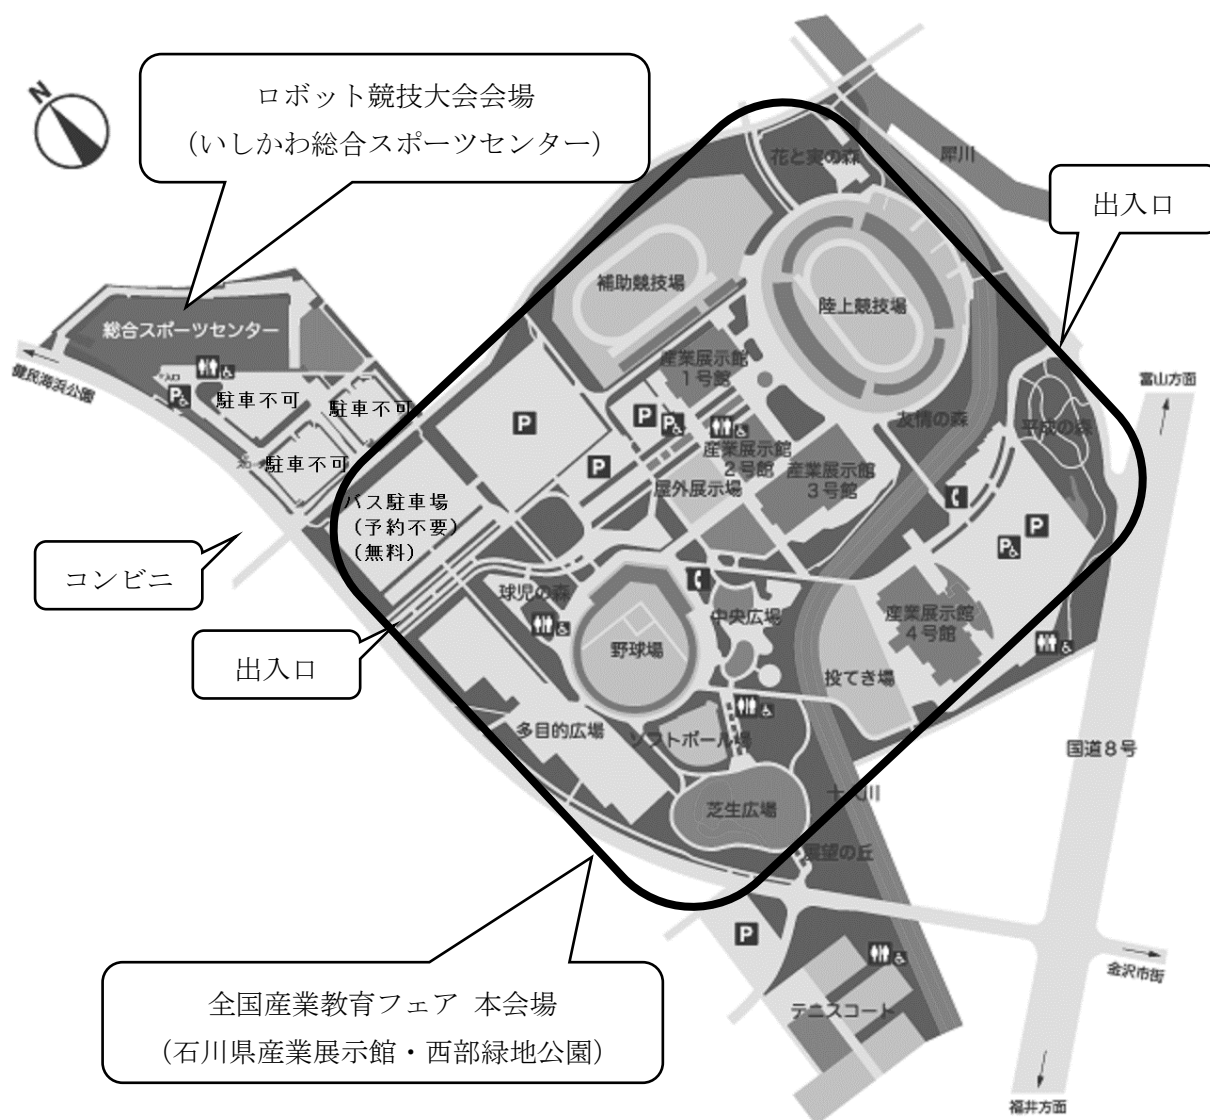 N
ロボット競技大会会場
（いしかわ総合スポーツセンター）
花と実の森
犀川
出入口
補助競技場
陸上競技場
総合スポーツセンター
健民海浜公園
入口
駐車不可
駐車不可
駐車不可
産業展示館
１号館
富山方面
P
P
P
P
P
友情の森
平成の森
産業展示館
２号館
産業展示館
３号館
屋外展示場
バス駐車場
（予約不要）
（無料）
P
P
コンビニ
球児の森
中央広場
産業展示館
４号館
出入口
野球場
投てき場
多目的広場
ソフトボール場
国道８号
芝生広場
展望の丘
P
金沢市街
全国産業教育フェア 本会場
（石川県産業展示館・西部緑地公園）
テニスコート
福井方面